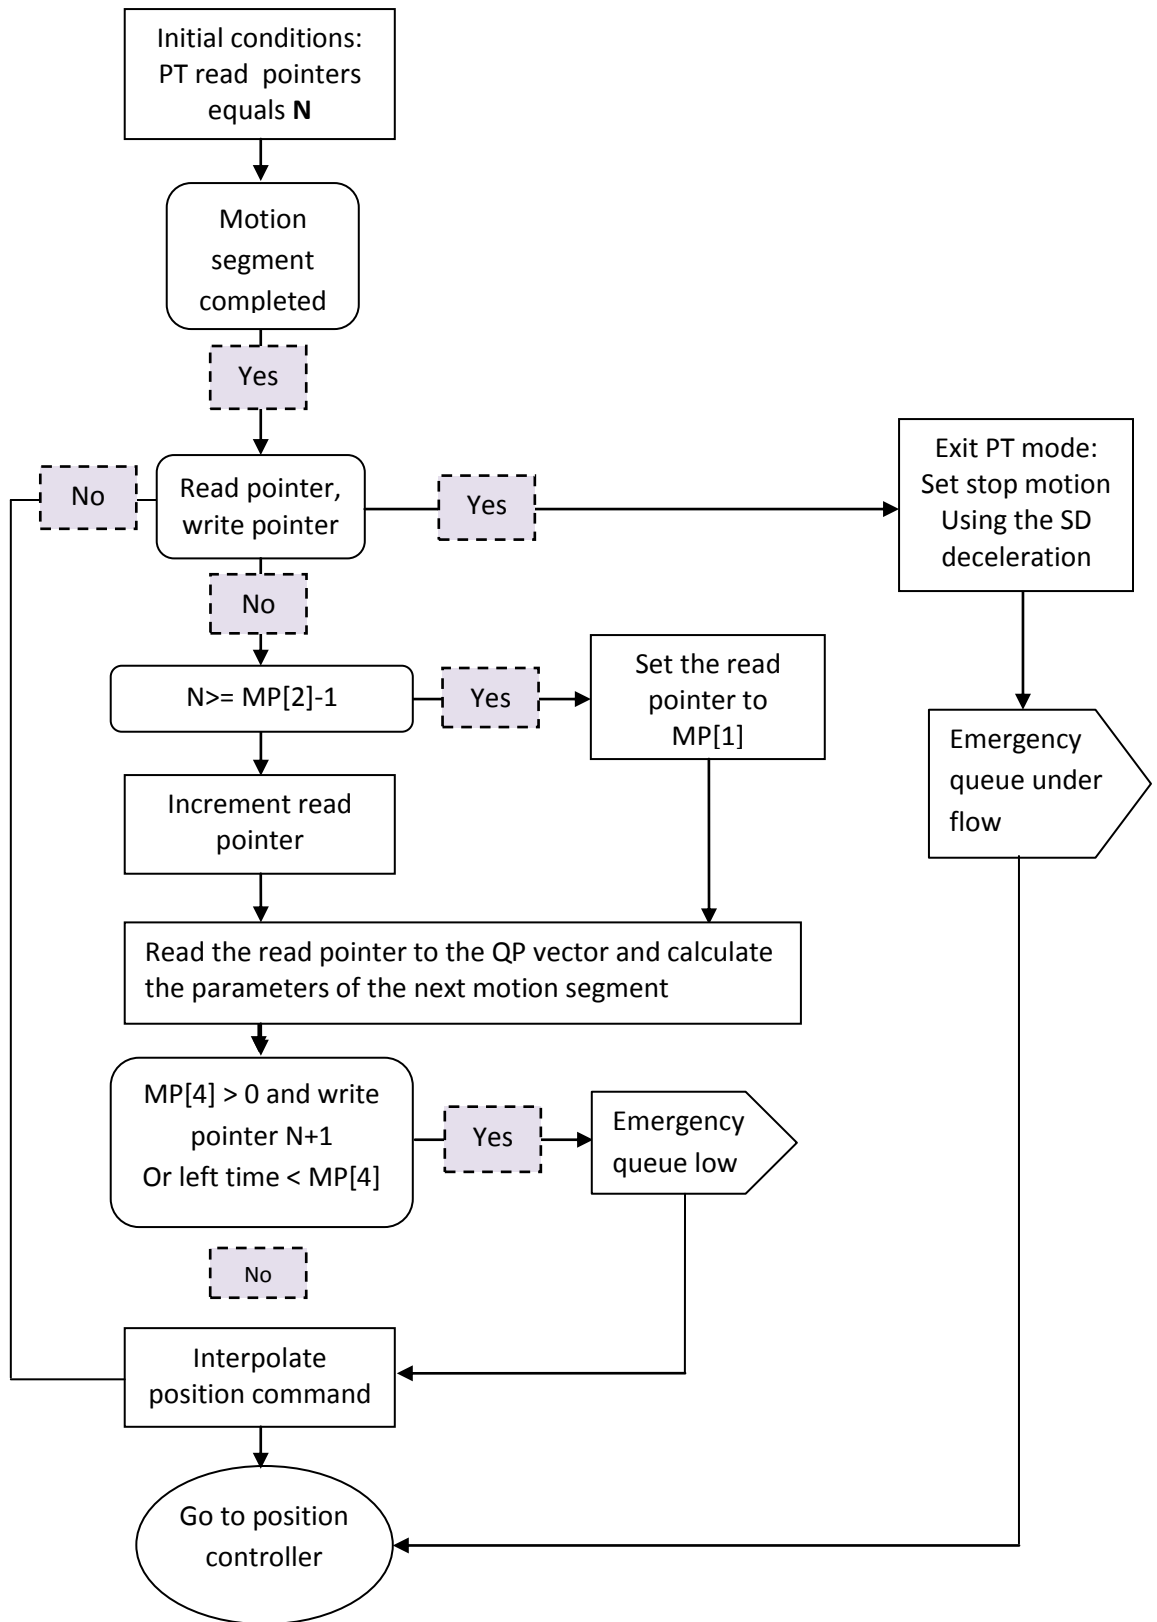 Initial conditions:
PT read pointers
equals N
Motion
segment
completed
Yes
No
Read pointer,
write pointer
Yes
Exit PT mode:
Set stop motion
Using the SD
deceleration
No
N>= MP[2]-1
Yes
Set the read
pointer to
MP[1]
Emergency
queue under
flow
Increment read
pointer
Read the read pointer to the QP vector and calculate
the parameters of the next motion segment
MP[4] > 0 and write
pointer N+1
Or left time < MP[4]
Yes
Emergency
queue low
No
Interpolate
position command
Go to position
controller